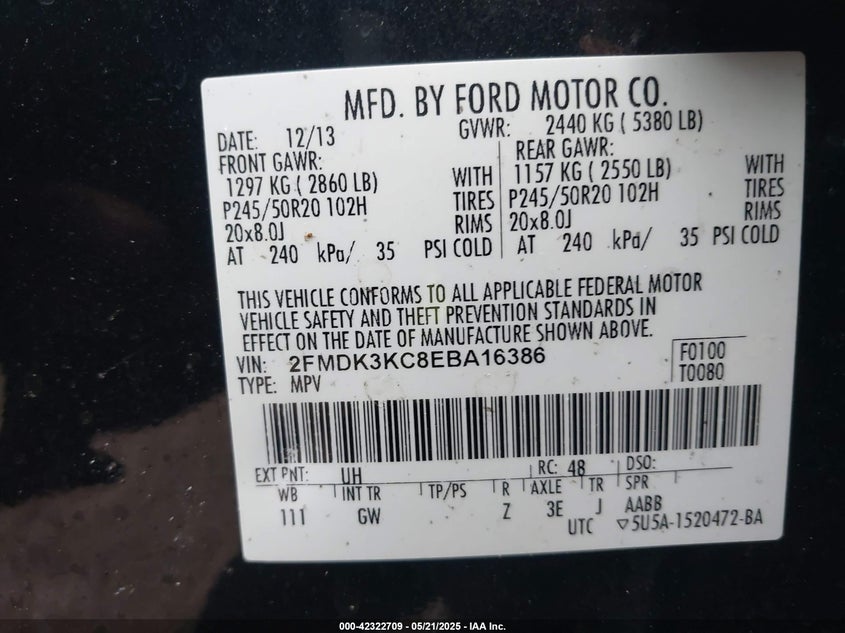 MFD. BY FORD MOTOR CO.
DATE: 12/13 GVWR: 2440 KG ( 5380 LB)
FRONT GAWR: REAR GAWR:
1297 KG ( 2860 LB) WITH 1157 KG ( 2550 LB) WITH
P245/50R20 102H TIRES P245/50R20 102H TIRES
20x8.0J RIMS 20x8.0J RIMS
AT 240 kPa/ 35 PSI COLD AT 240 kPa/ 35 PSI COLD
THIS VEHICLE CONFORMS TO ALL APPLICABLE FEDERAL MOTOR
VEHICLE SAFETY AND THEFT PREVENTION STANDARDS IN
EFFECT ON THE DATE OF MANUFACTURE SHOWN ABOVE.
VIN: 2FMDK3KC8EBA16386 F0100
TYPE: MPV T0080
EXT PNT: UH RC: 48 DSO:
WB INT TR TP/PS R AXLE TR SPR
111 GW Z 3E J AABB
UTC ▽5U5A-1520472-BA
000-42322709 - 05/21/2025 - IAA Inc.